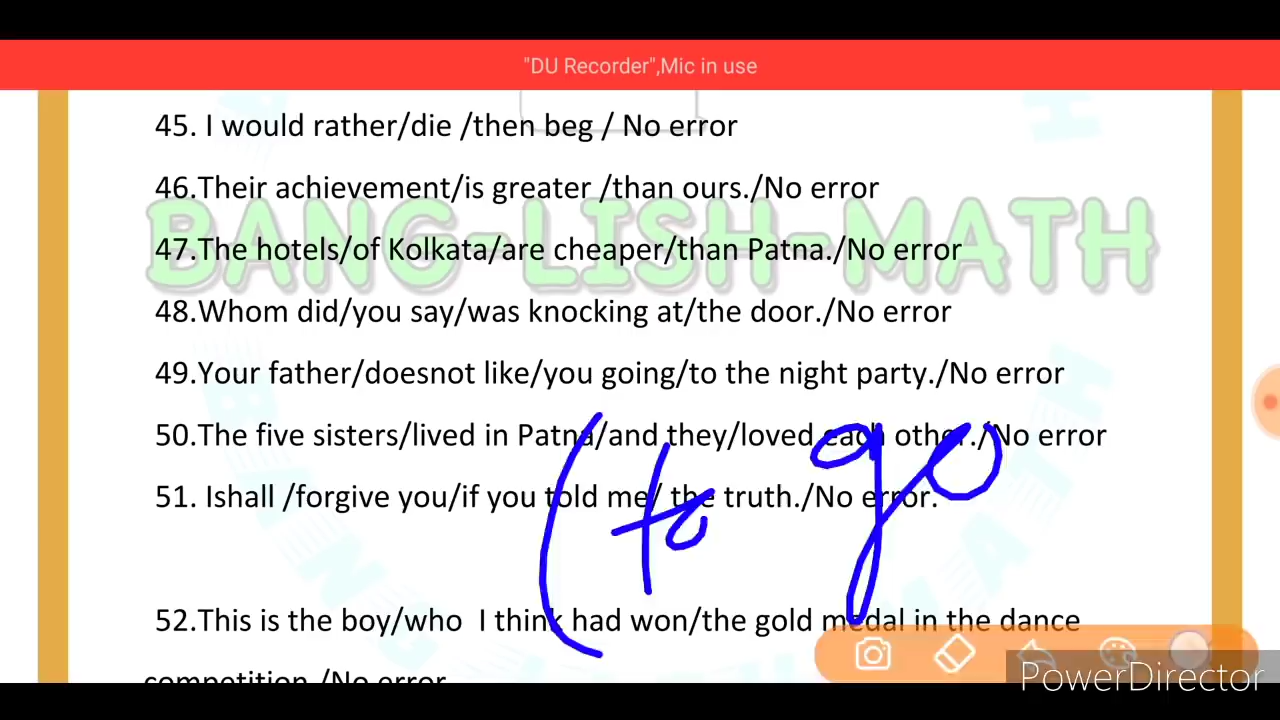 "DU Recorder",Mic in use
45. I would rather/die /then beg / No error
46.Their achievement/is greater /than ours./No error
BANG-LISH-MATH
47.The hotels/of Kolkata/are cheaper/than Patna./No error
48.Whom did/you say/was knocking at/the door./No error
49.Your father/doesnot like/you going/to the night party./No error
50.The five sisters/lived in Patna/and they/loved each other./No error
51. Ishall /forgive you/if you told me/ the truth./No error.
(to go
52.This is the boy/who  I think had won/the gold medal in the dance
competition./No error
PowerDirector